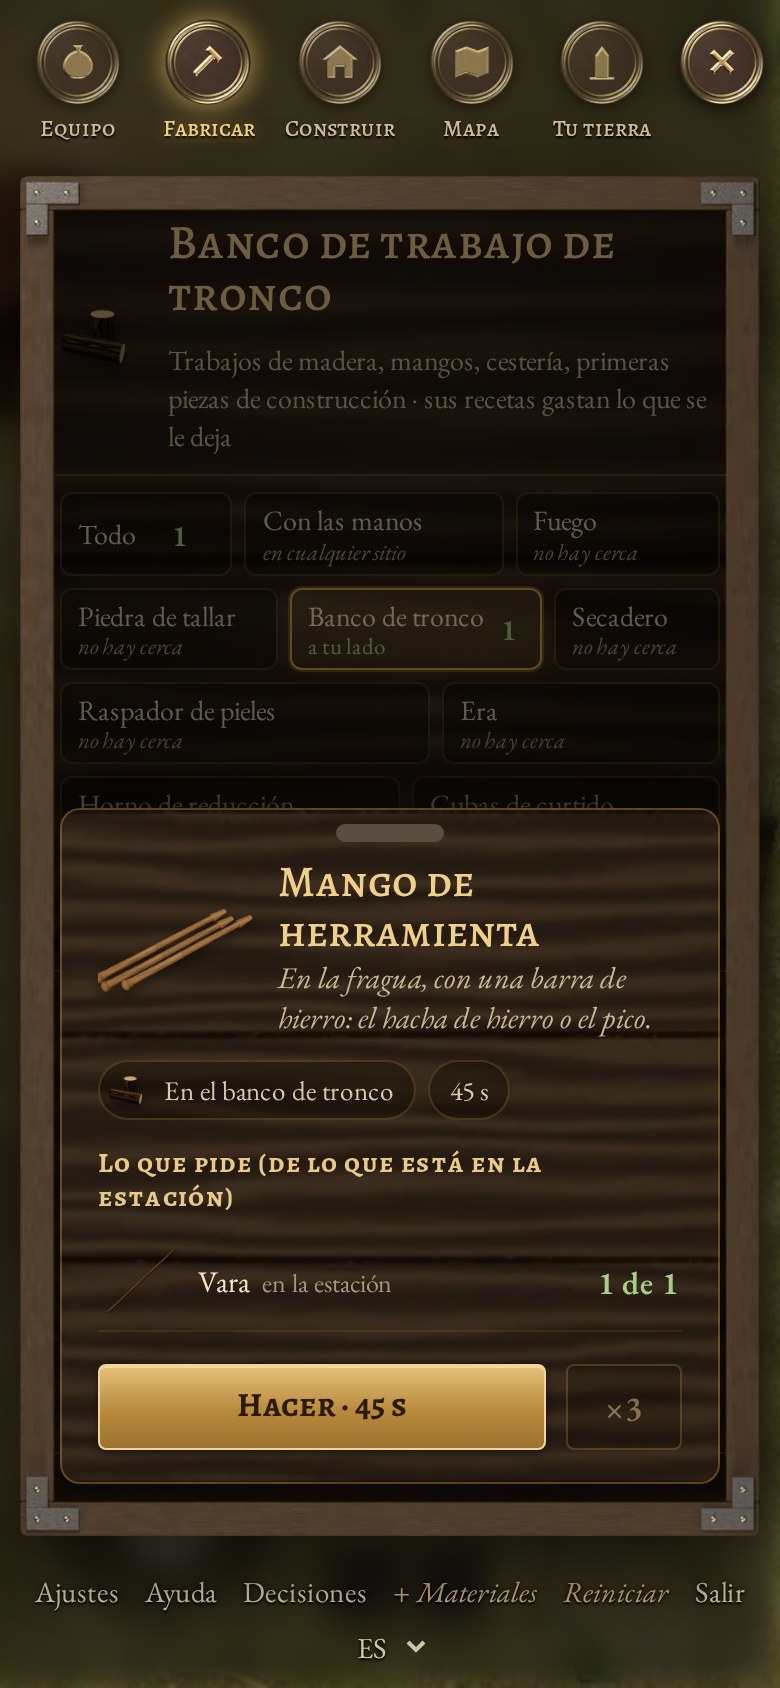 Equipo
Fabricar
Construir
Mapa
Tu tierra
Banco de trabajo de
tronco
Trabajos de madera, mangos, cestería, primeras
piezas de construcción · sus recetas gastan lo que se
le deja
Todo 1
Con las manos
en cualquier sitio
Fuego
no hay cerca
Piedra de tallar
no hay cerca
Banco de tronco 1
a tu lado
Secadero
no hay cerca
Raspador de pieles
no hay cerca
Era
no hay cerca
Horno de reducción
Cubas de curtido
Mango de
herramienta
En la fragua, con una barra de
hierro: el hacha de hierro o el pico.
En el banco de tronco
45 s
Lo que pide (de lo que está en la
estación)
Vara en la estación 1 de 1
Hacer · 45 s
×3
Ajustes Ayuda Decisiones + Materiales Reiniciar Salir
ES